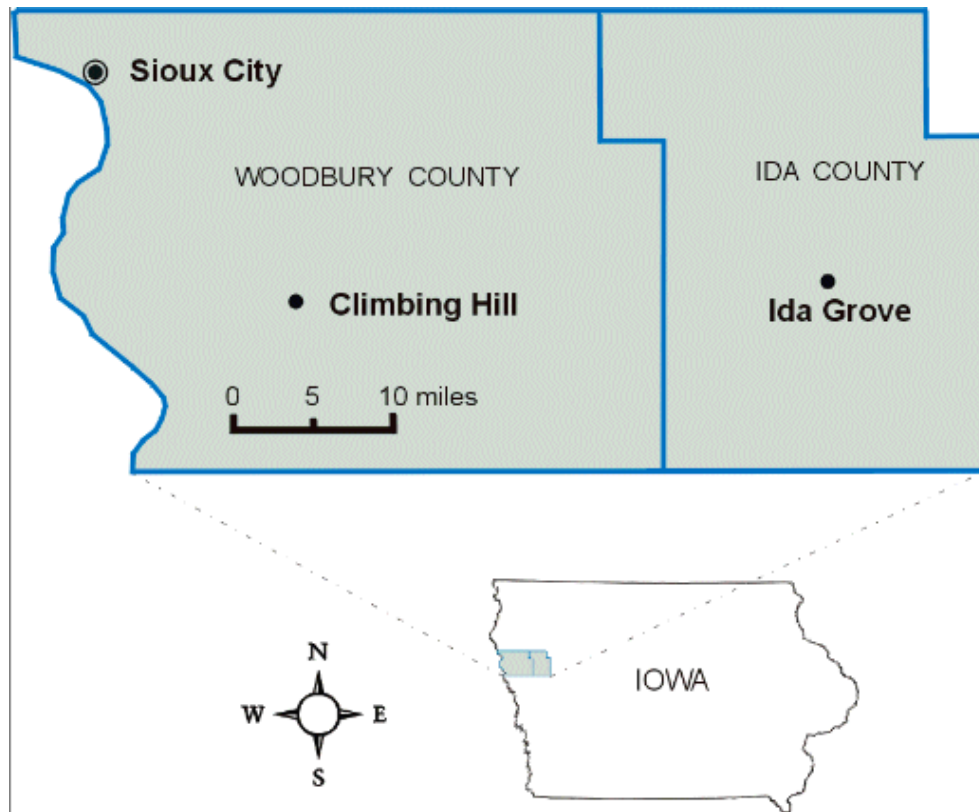 Sioux City
WOODBURY COUNTY
IDA COUNTY
Climbing Hill
Ida Grove
0 5 10 miles
IOWA
N
W E
S